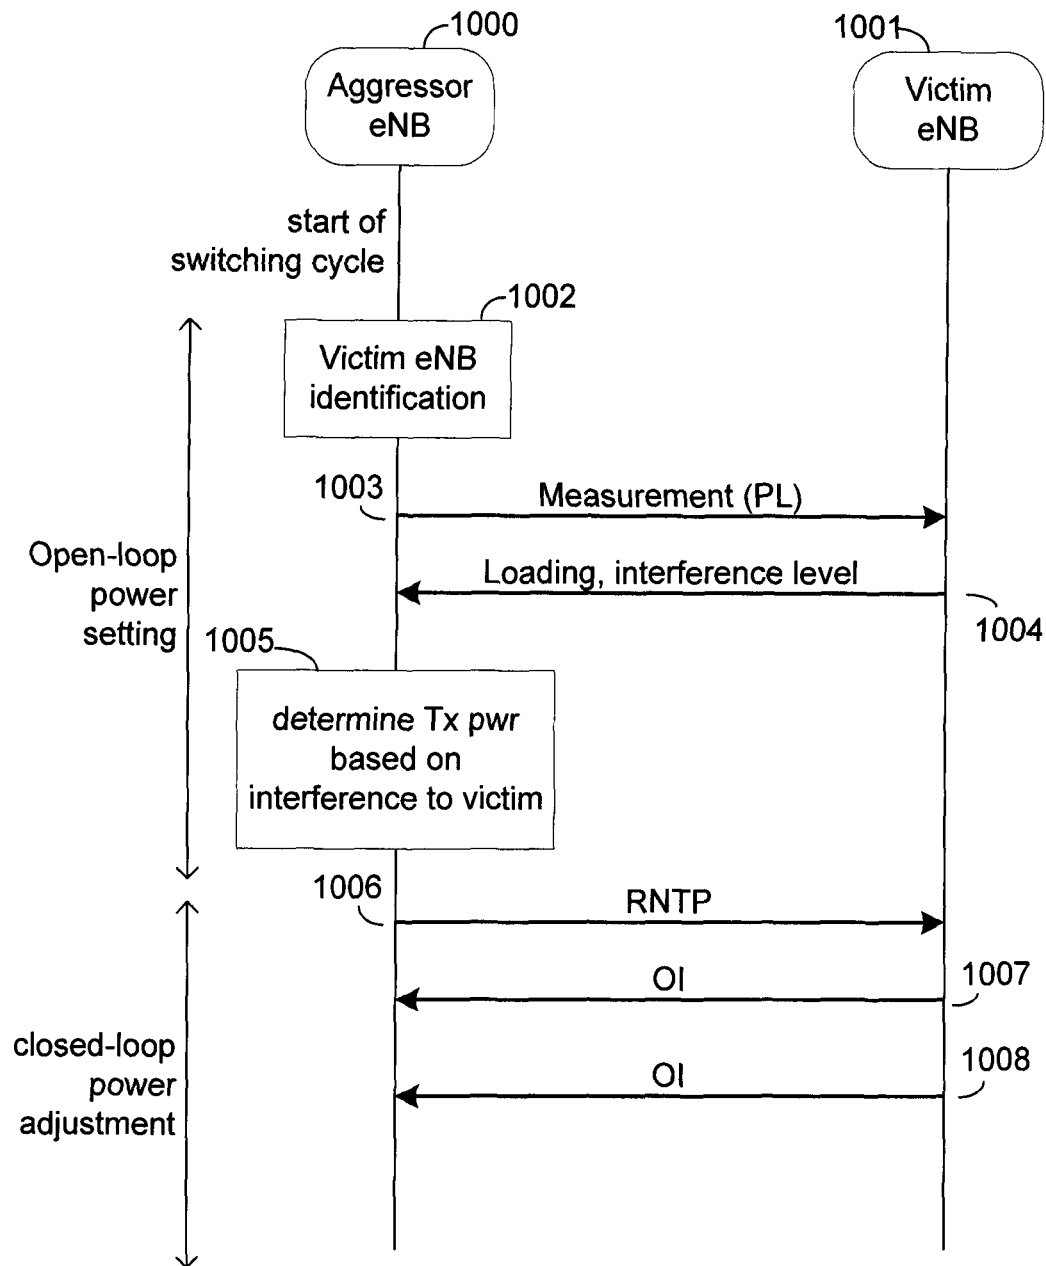 1000
1001
Aggressor
eNB
Victim
eNB
start of
switching cycle
1002
Victim eNB
identification
1003
Measurement (PL)
Open-loop
power
setting
Loading, interference level
1004
1005
determine Tx pwr
based on
interference to victim
1006
RNTP
OI
1007
closed-loop
power
adjustment
OI
1008